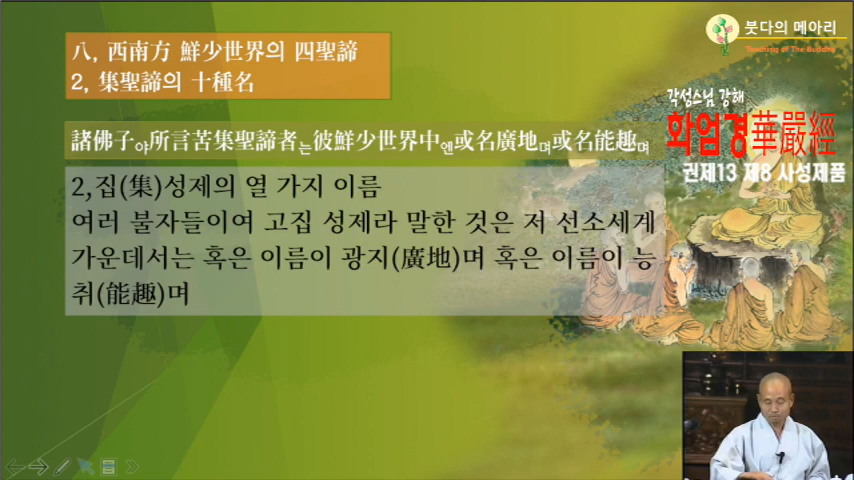 八, 西南方 鮮少世界의 四聖諦
2, 集聖諦의 十種名
붓다의 메아리
Teaching of The Buddha
각성스님 강해
화엄경華嚴經
권제13 제8 사성제품
諸佛子야所言苦集聖諦者는彼鮮少世界中엔或名廣地며或名能趣며
2,집(集)성제의 열 가지 이름
여러 불자들이여 고집 성제라 말한 것은 저 선소세계
가운데서는 혹은 이름이 광지(廣地)며 혹은 이름이 능
취(能趣)며